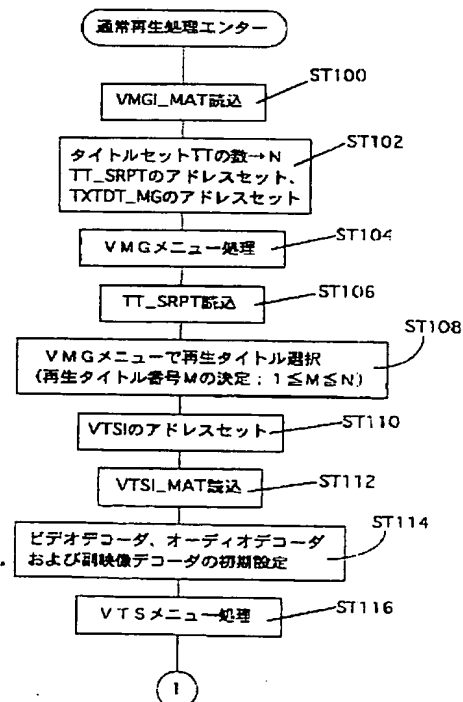 通常再生処理エンター
ST100
VMGI_MAT読込
ST102
タイトルセットTTの数→N
TT_SRPTのアドレスセット、
TXTDT_MGのアドレスセット
ST104
VMGメニュー処理
ST106
TT_SRPT読込
ST108
VMGメニューで再生タイトル選択
(再生タイトル番号Mの決定;1≦M≦N)
ST110
VTSIのアドレスセット
ST112
VTSI_MAT読込
ST114
ビデオデコーダ、オーディオデコーダ
および副映像デコーダの初期設定
ST116
VTSメニュー処理
1